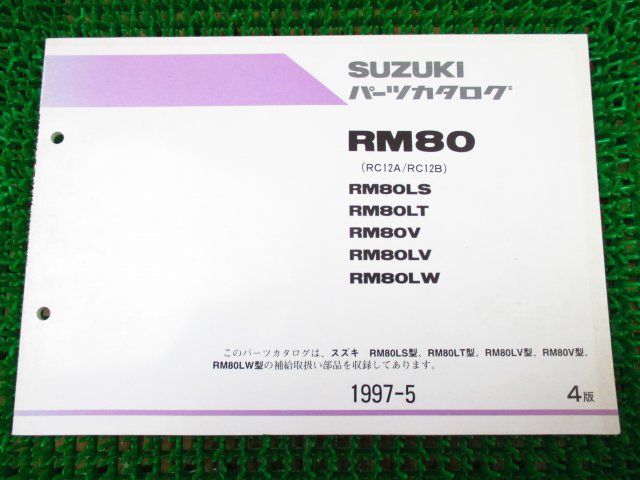 SUZUKI
パーツカタログ
RM80
(RC12A/RC12B)
RM80LS
RM80LT
RM80V
RM80LV
RM80LW
このパーツカタログは、スズキ RM80LS型、RM80LT型、RM80LV型、RM80V型、
RM80LW型の補給取扱い部品を収録してあります。
1997-5
4版